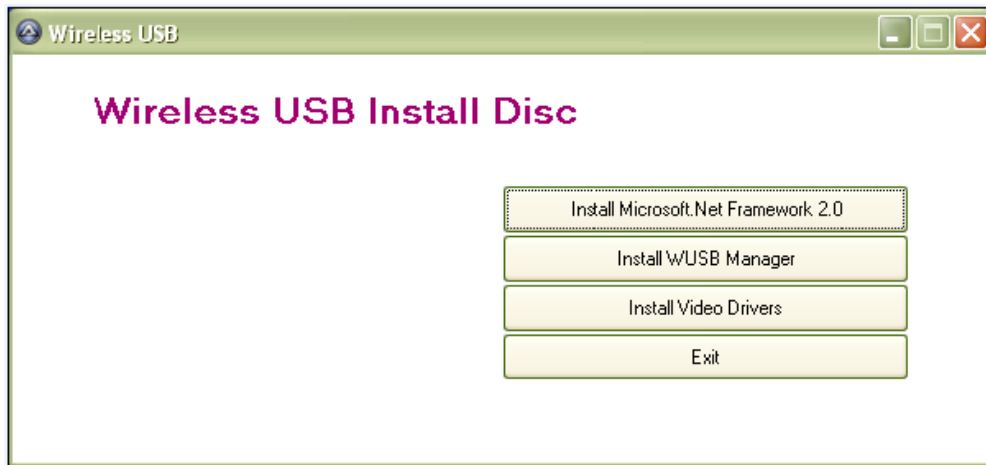 Wireless USB
Wireless USB Install Disc
Install Microsoft.Net Framework 2.0
Install WUSB Manager
Install Video Drivers
Exit